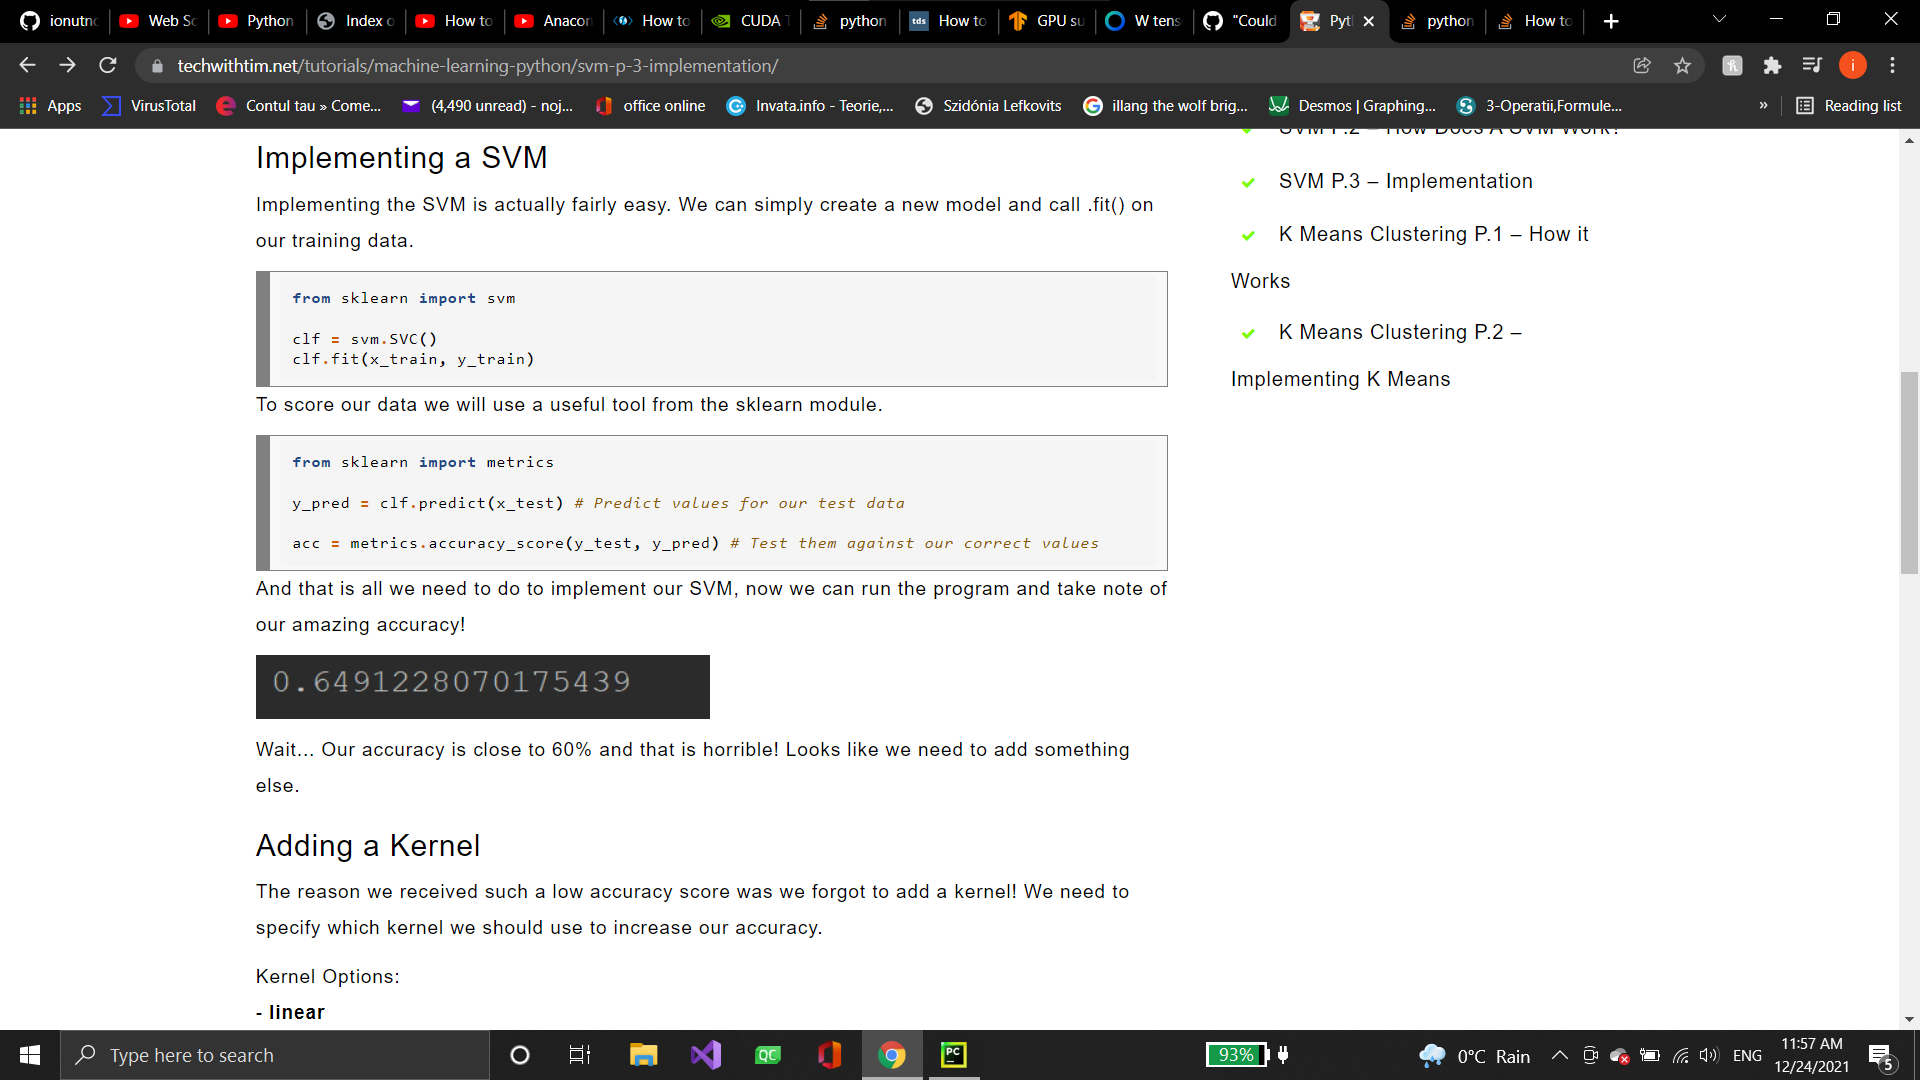 ionutnc
Web Sc
Python
Index o
How to
Anacon
How to
CUDA T
python
How to
GPU su
W tens
"Could
Pyt
python
How to
techwithtim.net/tutorials/machine-learning-python/svm-p-3-implementation/
Apps
VirusTotal
Contul tau » Come...
(4,490 unread) - noj...
office online
Invata.info - Teorie,...
Szidónia Lefkovits
illang the wolf brig...
Desmos | Graphing...
3-Operatii,Formule...
»
Reading list
Implementing a SVM
Implementing the SVM is actually fairly easy. We can simply create a new model and call .fit() on
our training data.
from sklearn import svm
clf = svm.SVC()
clf.fit(x_train, y_train)
To score our data we will use a useful tool from the sklearn module.
from sklearn import metrics
y_pred = clf.predict(x_test) # Predict values for our test data
acc = metrics.accuracy_score(y_test, y_pred) # Test them against our correct values
And that is all we need to do to implement our SVM, now we can run the program and take note of
our amazing accuracy!
0.6491228070175439
Wait... Our accuracy is close to 60% and that is horrible! Looks like we need to add something
else.
Adding a Kernel
The reason we received such a low accuracy score was we forgot to add a kernel! We need to
specify which kernel we should use to increase our accuracy.
Kernel Options:
- linear
SVM P.2 – How Does A SVM Work?
SVM P.3 – Implementation
K Means Clustering P.1 – How it
Works
K Means Clustering P.2 –
Implementing K Means
Type here to search
QC
PC
93%
0°C Rain
ENG
11:57 AM
12/24/2021
5